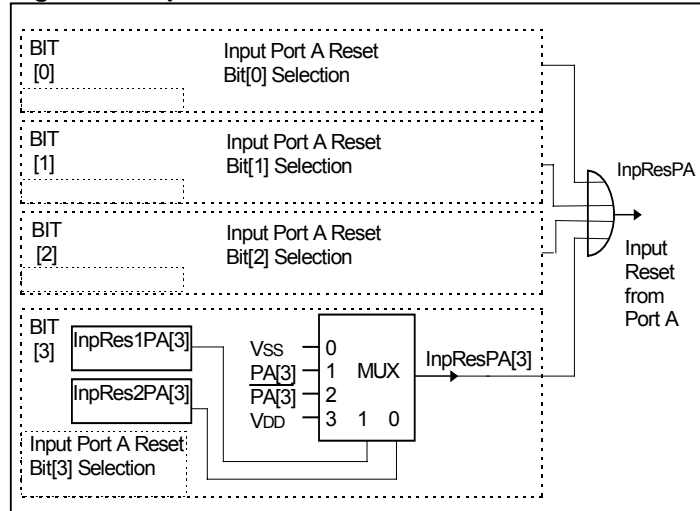 BIT
[0]
Input Port A Reset
Bit[0] Selection
BIT
[1]
Input Port A Reset
Bit[1] Selection
BIT
[2]
Input Port A Reset
Bit[2] Selection
InpResPA
Input
Reset
from
Port A
BIT
[3]
InpRes1PA[3]
InpRes2PA[3]
VSS 0
PA[3] 1 MUX
PA[3] 2
VDD 3 1 0
InpResPA[3]
Input Port A Reset
Bit[3] Selection